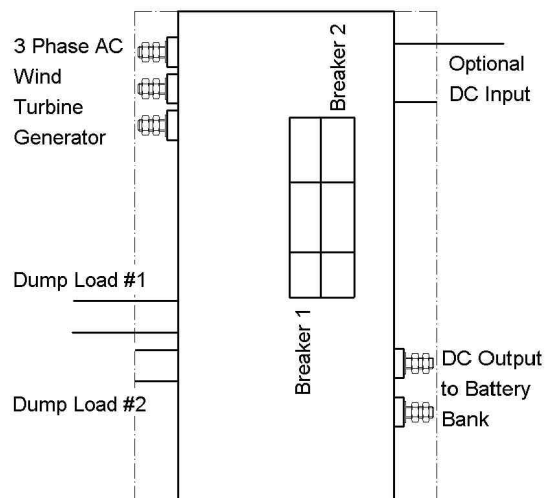 3 Phase AC
Wind
Turbine
Generator
Breaker 2
Optional
DC Input
Dump Load #1
Breaker 1
DC Output
to Battery
Bank
Dump Load #2